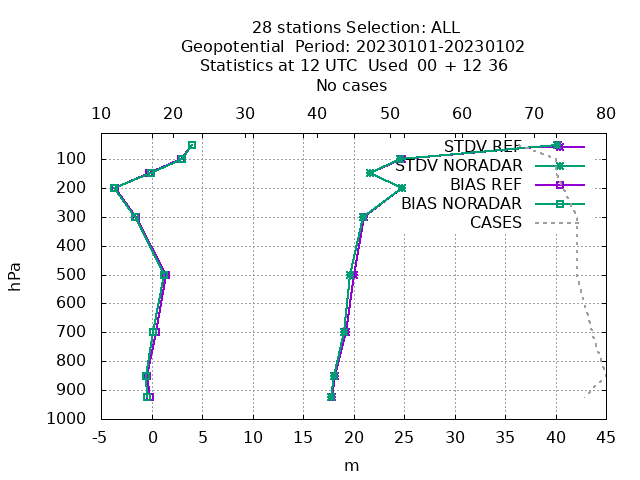 28 stations Selection: ALL
Geopotential  Period: 20230101-20230102
Statistics at 12 UTC  Used  00 + 12 36
No cases
10 20 30 40 50 60 70 80
STDV REF
STDV NORADAR
BIAS REF
BIAS NORADAR
CASES
100
200
300
400
500
600
700
800
900
1000
hPa
-5 0 5 10 15 20 25 30 35 40 45
m